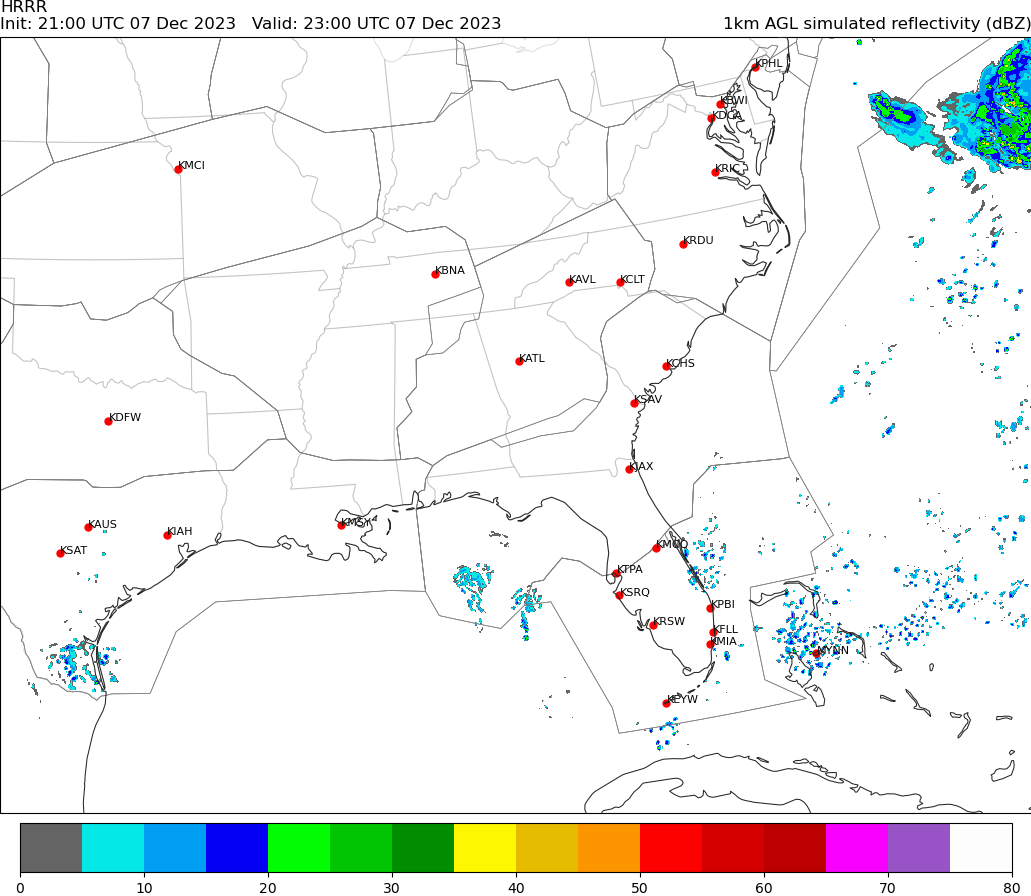 HRRR
Init: 21:00 UTC 07 Dec 2023   Valid: 23:00 UTC 07 Dec 2023   1km AGL simulated reflectivity (dBZ)
KPHL
KBWI
KDCA
KMCI
KRIC
KRDU
KBNA
KAVL KCLT
KATL
KCHS
KSAV
KDFW
KJAX
KAUS
KMSY
KIAH
KSAT
KMCO
KTPA
KSRQ
KPBI
KRSW
KFLL
KMIA
MYNN
KEYW
0 10 20 30 40 50 60 70 80